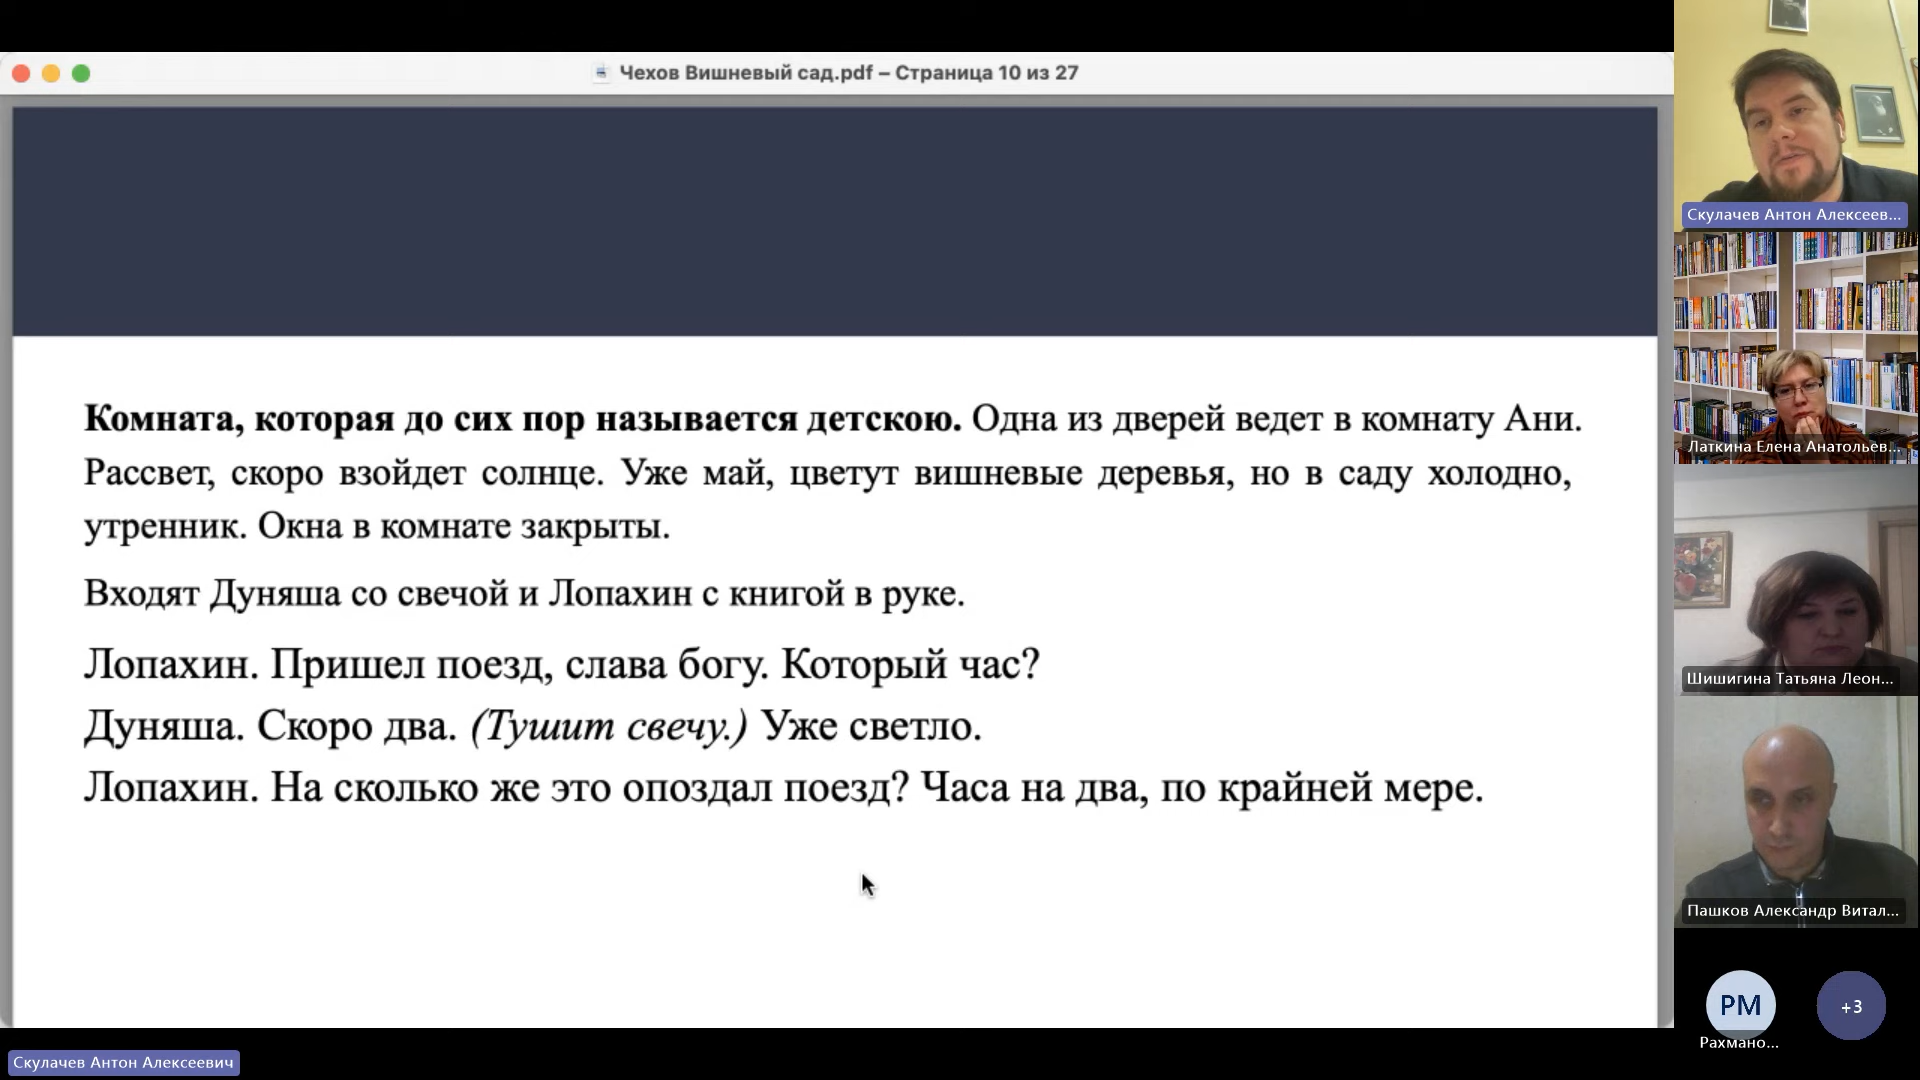 Чехов Вишневый сад.pdf – Страница 10 из 27
Комната, которая до сих пор называется детскою. Одна из дверей ведет в комнату Ани.
Рассвет, скоро взойдет солнце. Уже май, цветут вишневые деревья, но в саду холодно,
утренник. Окна в комнате закрыты.
Входят Дуняша со свечой и Лопахин с книгой в руке.
Лопахин. Пришел поезд, слава богу. Который час?
Дуняша. Скоро два. (Тушит свечу.) Уже светло.
Лопахин. На сколько же это опоздал поезд? Часа на два, по крайней мере.
Скулачев Антон Алексеевич
Скулачев Антон Алексеев...
Латкина Елена Анатольев...
Шишигина Татьяна Леон...
Пашков Александр Витал...
РМ
+3
Рахмано...